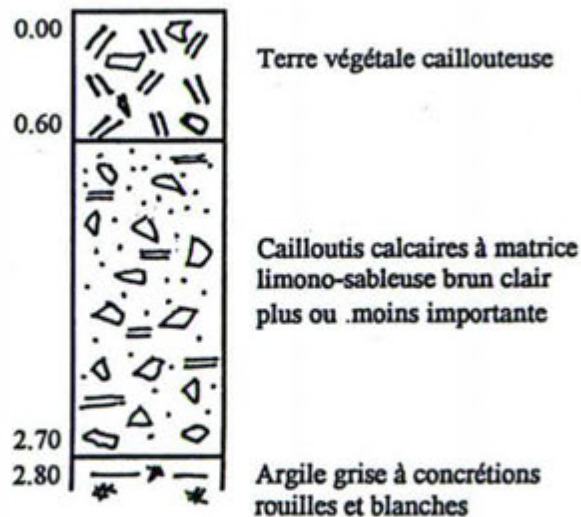 0.00
Terre végétale caillouteuse
0.60
Cailloutis calcaires à matrice
limono-sableuse brun clair
plus ou .moins importante
2.70
2.80
Argile grise à concrétions
rouilles et blanches